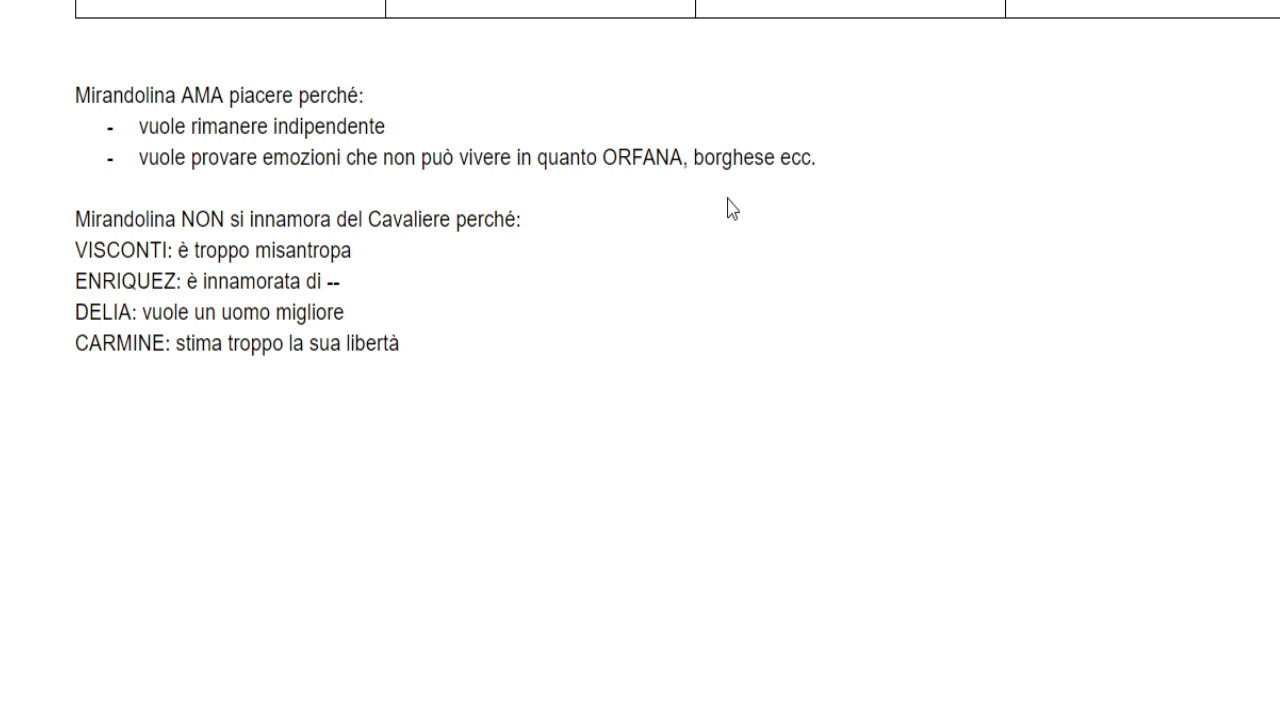 Mirandolina AMA piacere perché:
- vuole rimanere indipendente
- vuole provare emozioni che non può vivere in quanto ORFANA, borghese ecc.
Mirandolina NON si innamora del Cavaliere perché:
VISCONTI: è troppo misantropa
ENRIQUEZ: è innamorata di --
DELIA: vuole un uomo migliore
CARMINE: stima troppo la sua libertà